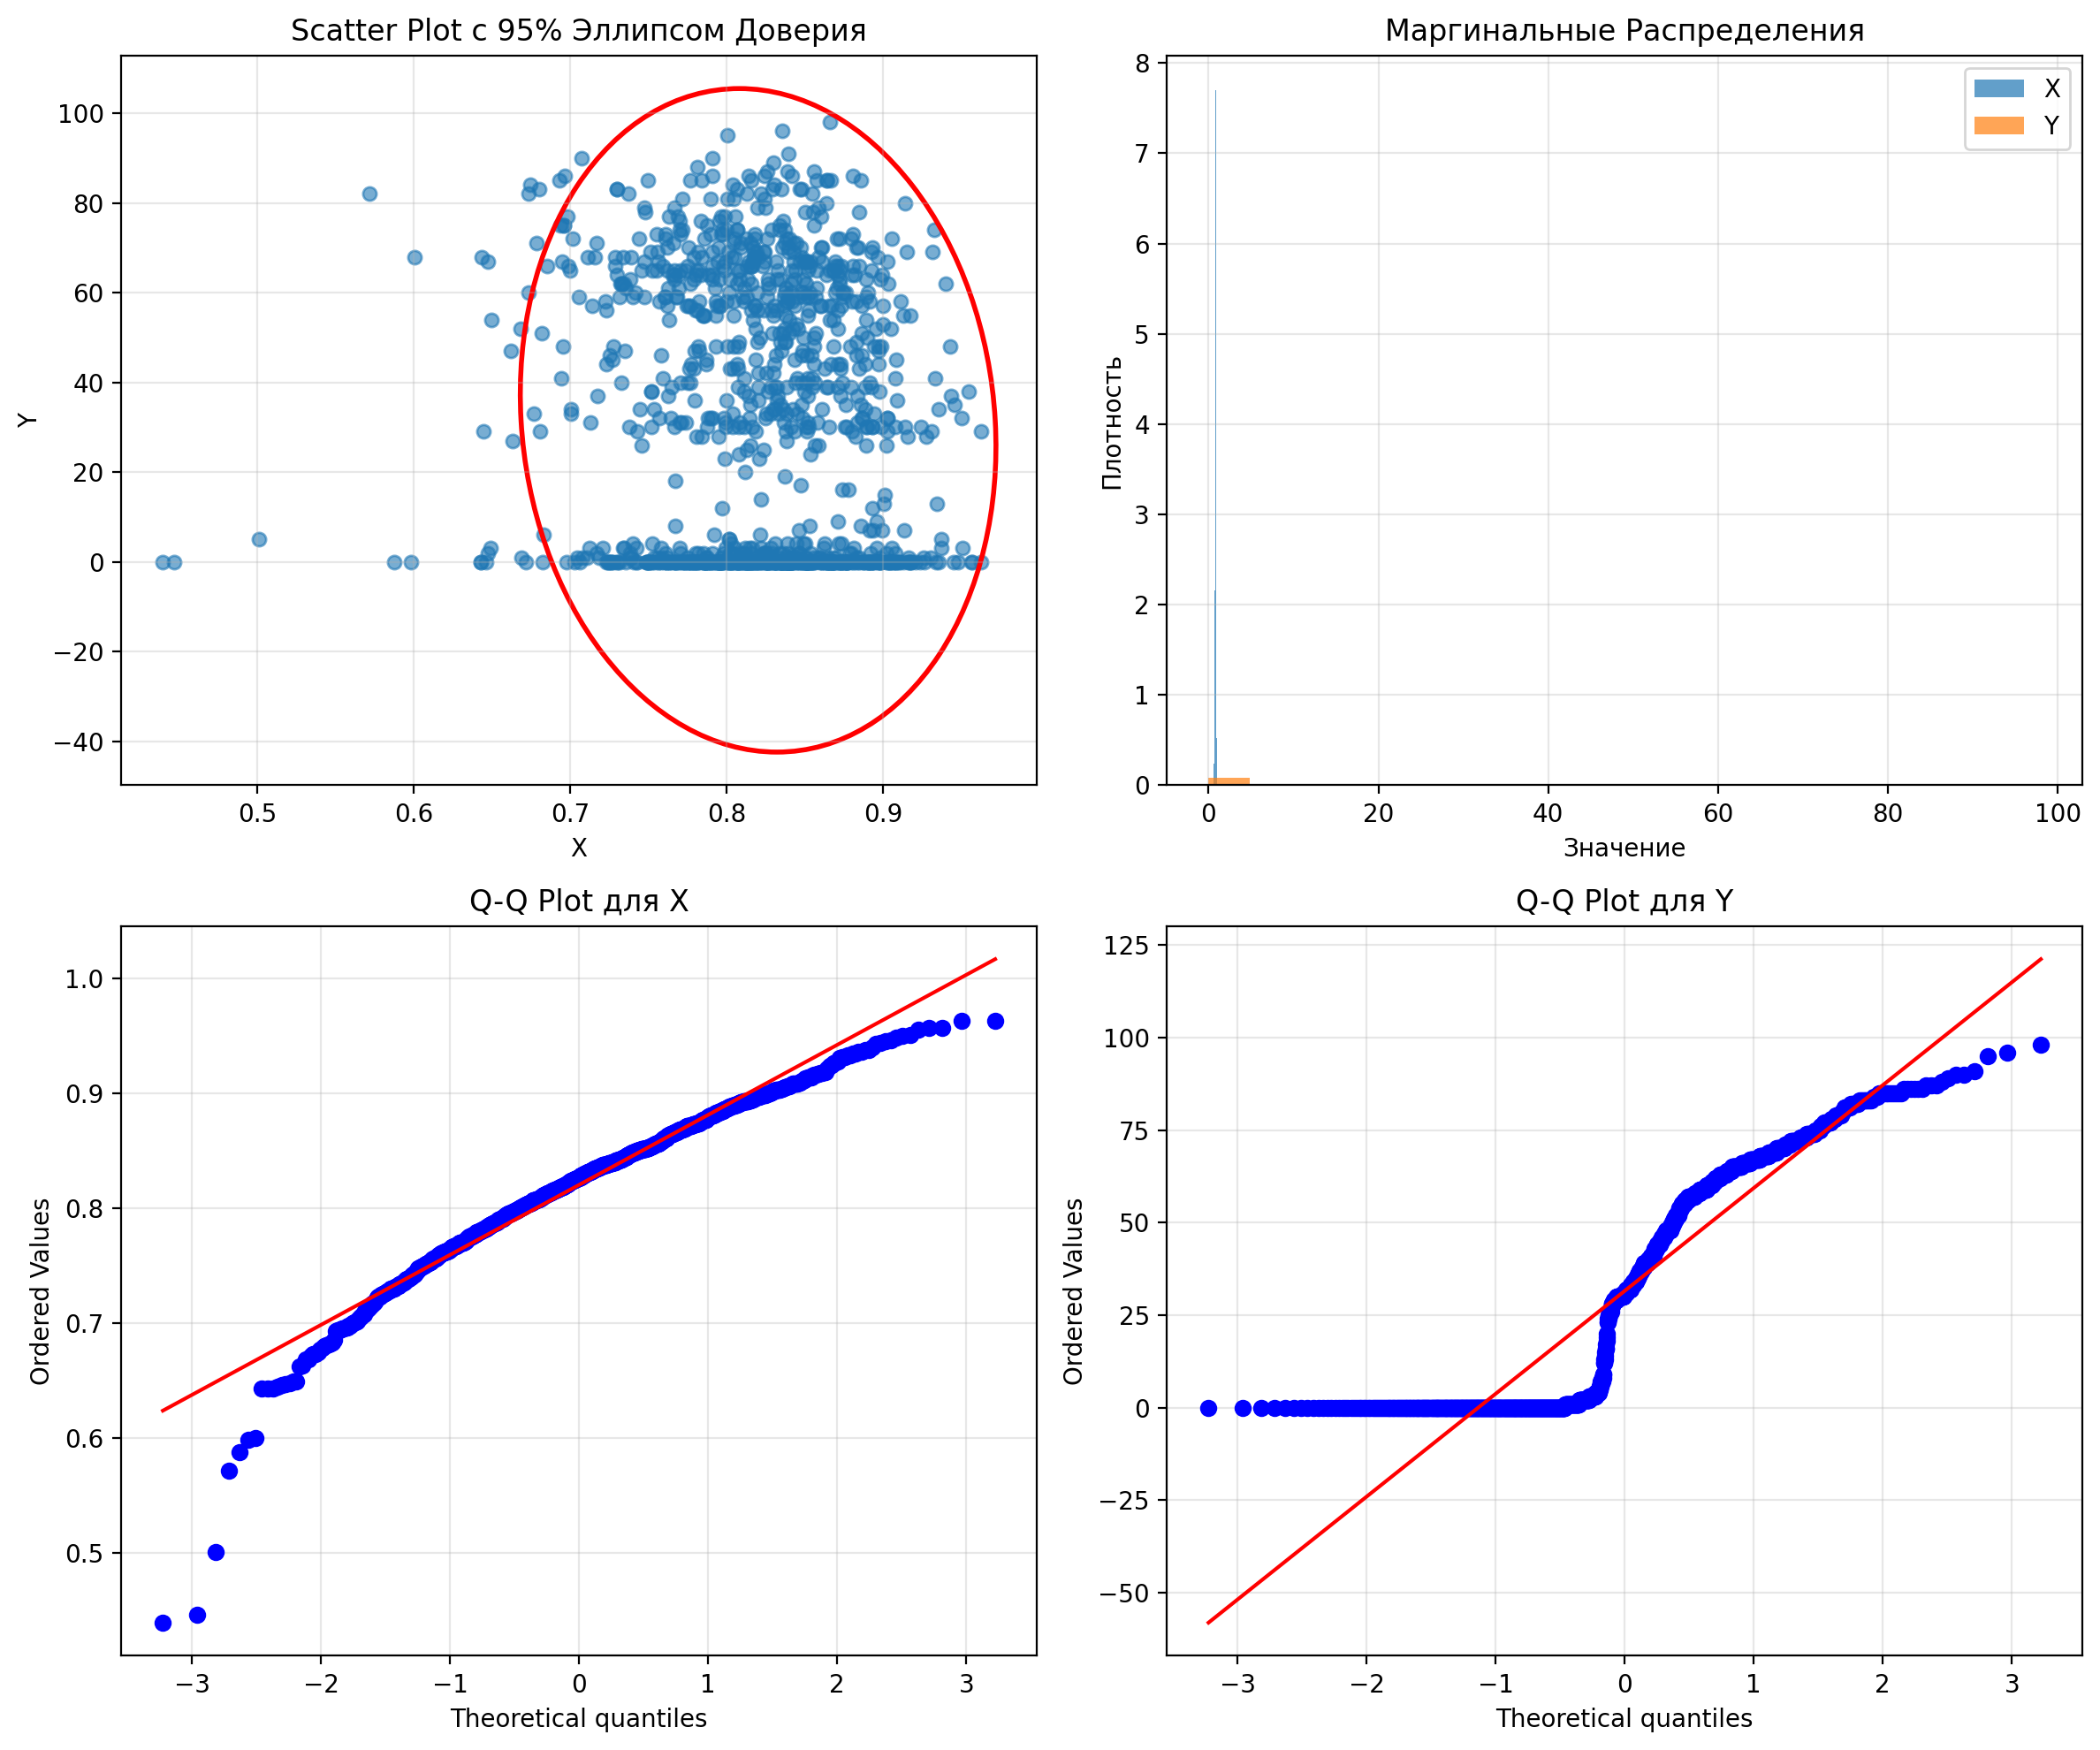 Scatter Plot с 95% Эллипсом Доверия
100
80
60
40
20
0
−20
−40
Y
0.5 0.6 0.7 0.8 0.9
X
Маргинальные Распределения
X
Y
8
7
6
5
4
3
2
1
0
Плотность
0 20 40 60 80 100
Значение
Q-Q Plot для X
1.0
0.9
0.8
0.7
0.6
0.5
Ordered Values
−3 −2 −1 0 1 2 3
Theoretical quantiles
Q-Q Plot для Y
125
100
75
50
25
0
−25
−50
Ordered Values
−3 −2 −1 0 1 2 3
Theoretical quantiles